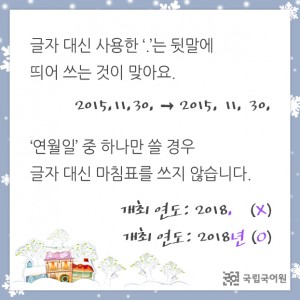 글자 대신 사용한 ‘.’는 뒷말에
띄어 쓰는 것이 맞아요.
2015.11.30. → 2015. 11. 30.
‘연월일’ 중 하나만 쓸 경우
글자 대신 마침표를 쓰지 않습니다.
개최 연도: 2018. (X)
개최 연도: 2018년 (O)
국립국어원